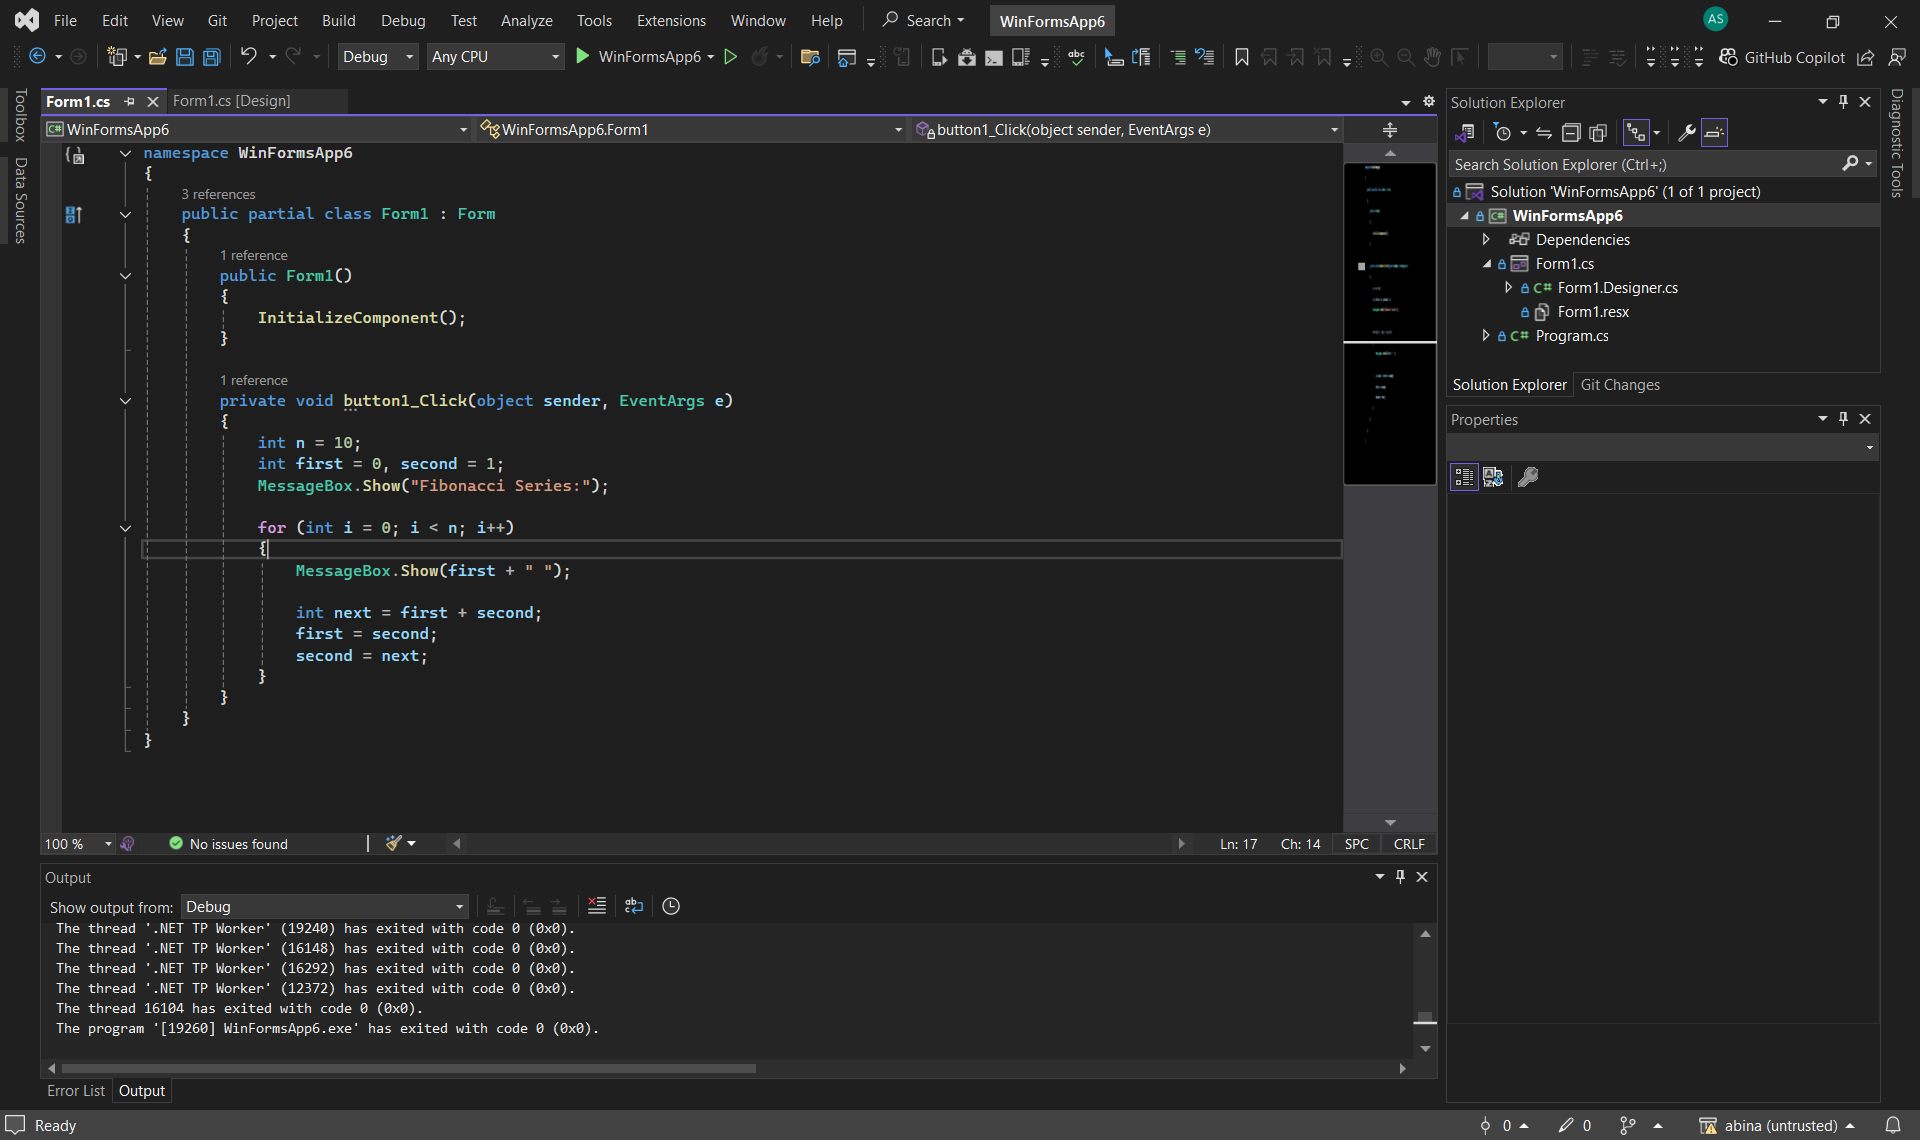 File Edit View Git Project Build Debug Test Analyze Tools Extensions Window Help Search WinFormsApp6 AS
Debug Any CPU WinFormsApp6 abc GitHub Copilot
Toolbox
Data Sources
Form1.cs Form1.cs [Design]
WinFormsApp6 WinFormsApp6.Form1 button1_Click(object sender, EventArgs e)
namespace WinFormsApp6
{
3 references
public partial class Form1 : Form
{
1 reference
public Form1()
{
InitializeComponent();
}
1 reference
private void button1_Click(object sender, EventArgs e)
{
int n = 10;
int first = 0, second = 1;
MessageBox.Show("Fibonacci Series:");
for (int i = 0; i < n; i++)
{
MessageBox.Show(first + " ");
int next = first + second;
first = second;
second = next;
}
}
}
}
100 % No issues found Ln: 17 Ch: 14 SPC CRLF
Output
Show output from: Debug
The thread '.NET TP Worker' (19240) has exited with code 0 (0x0).
The thread '.NET TP Worker' (16148) has exited with code 0 (0x0).
The thread '.NET TP Worker' (16292) has exited with code 0 (0x0).
The thread '.NET TP Worker' (12372) has exited with code 0 (0x0).
The thread 16104 has exited with code 0 (0x0).
The program '[19260] WinFormsApp6.exe' has exited with code 0 (0x0).
Error List Output
Solution Explorer
Search Solution Explorer (Ctrl+;)
Solution 'WinFormsApp6' (1 of 1 project)
C# WinFormsApp6
Dependencies
Form1.cs
C# Form1.Designer.cs
Form1.resx
C# Program.cs
Solution Explorer Git Changes
Properties
Diagnostic Tools
Ready 0 0 abina (untrusted)